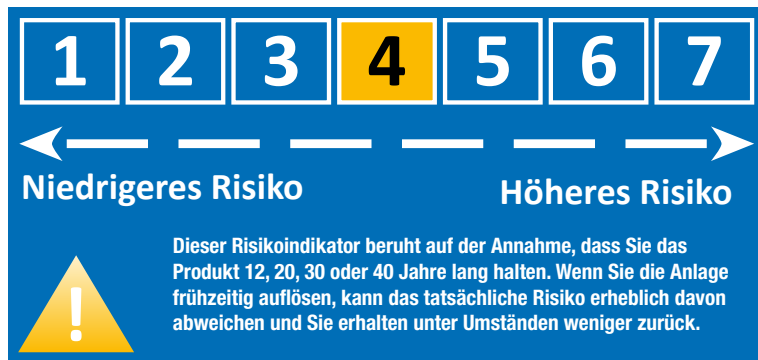 1 2 3 4 5 6 7
Niedrigeres Risiko Höheres Risiko
Dieser Risikoindikator beruht auf der Annahme, dass Sie das
Produkt 12, 20, 30 oder 40 Jahre lang halten. Wenn Sie die Anlage
frühzeitig auflösen, kann das tatsächliche Risiko erheblich davon
abweichen und Sie erhalten unter Umständen weniger zurück.
!